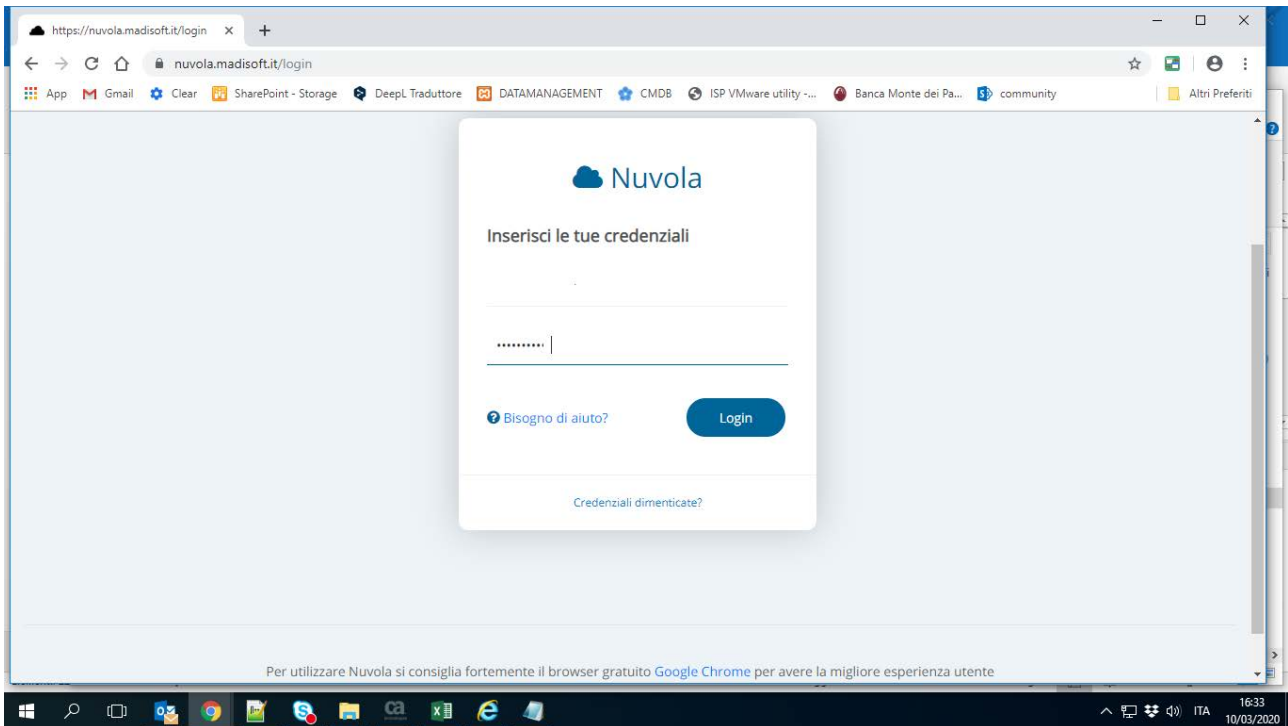 https://nuvola.madisoft.it/login
nuvola.madisoft.it/login
App Gmail Clear SharePoint - Storage DeepL Traduttore DATAMANAGEMENT CMDB ISP VMware utility -... Banca Monte dei Pa... community Altri Preferiti
Nuvola
Inserisci le tue credenziali
••••••••••
Bisogno di aiuto? Login
Credenziali dimenticate?
Per utilizzare Nuvola si consiglia fortemente il browser gratuito Google Chrome per avere la migliore esperienza utente
ca
ITA
16:33
10/03/2020